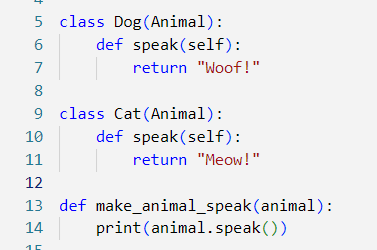 5 class Dog(Animal):
6     def speak(self):
7         return "Woof!"
8
9 class Cat(Animal):
10     def speak(self):
11         return "Meow!"
12
13 def make_animal_speak(animal):
14     print(animal.speak())